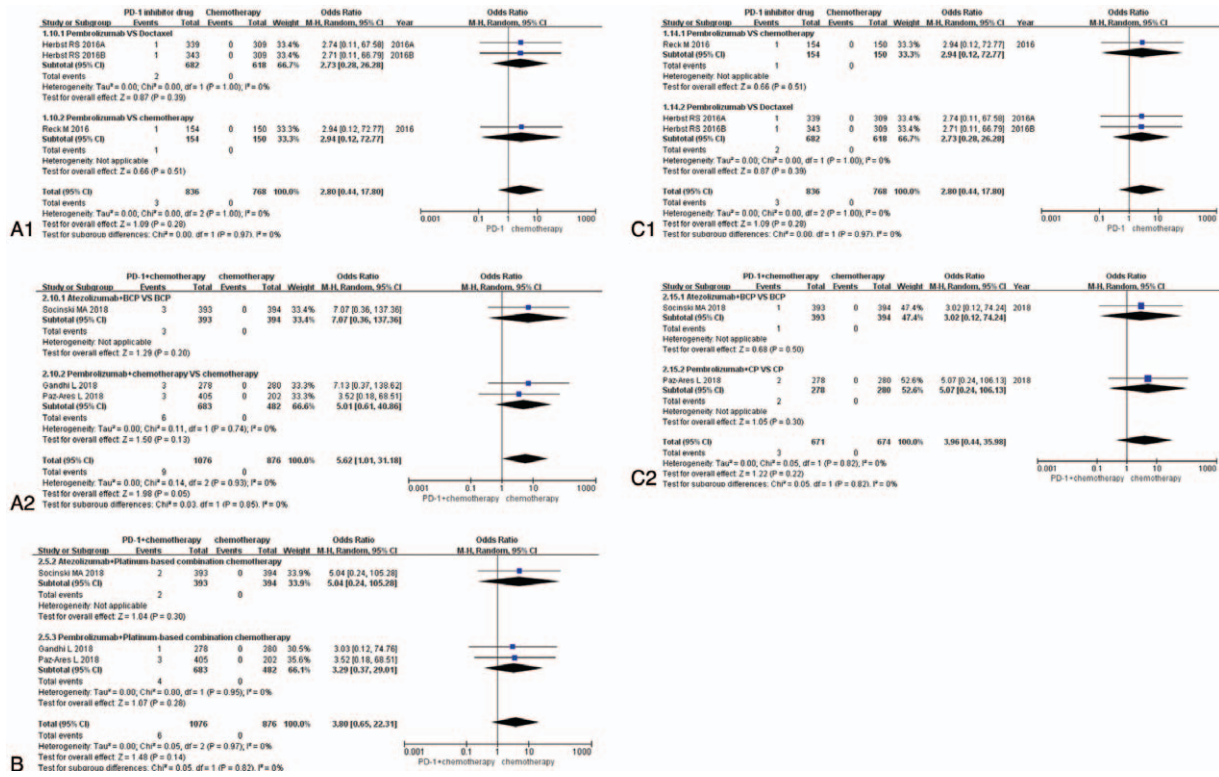 PD-1 inhibitor drug Chemotherapy Odds Ratio Odds Ratio
Study or Subgroup Events Total Events Total Weight M-H, Random, 95% CI Year M-H, Random, 95% CI
1.10.1 Pembrolizumab VS Doctaxel
Herbst RS 2016A 1 339 0 309 33.4% 2.74 [0.11, 67.58] 2016A
Herbst RS 2016B 1 343 0 309 33.4% 2.71 [0.11, 66.79] 2016B
Subtotal (95% CI) 682 618 66.7% 2.73 [0.28, 26.28]
Total events 2 0
Heterogeneity: Tau² = 0.00; Chi² = 0.00, df = 1 (P = 1.00); I² = 0%
Test for overall effect: Z = 0.87 (P = 0.39)
1.10.2 Pembrolizumab VS chemotherapy
Reck M 2016 1 154 0 150 33.3% 2.94 [0.12, 72.77] 2016
Subtotal (95% CI) 154 150 33.3% 2.94 [0.12, 72.77]
Total events 1 0
Heterogeneity: Not applicable
Test for overall effect: Z = 0.66 (P = 0.51)
Total (95% CI) 836 768 100.0% 2.80 [0.44, 17.80]
Total events 3 0
Heterogeneity: Tau² = 0.00; Chi² = 0.00, df = 2 (P = 1.00); I² = 0%
Test for overall effect: Z = 1.09 (P = 0.28)
Test for subgroup differences: Chi² = 0.00, df = 1 (P = 0.97), I² = 0%
0.001 0.1 1 10 1000
PD-1 chemotherapy
A1
PD-1+chemotherapy chemotherapy Odds Ratio Odds Ratio
Study or Subgroup Events Total Events Total Weight M-H, Random, 95% CI M-H, Random, 95% CI
2.10.1 Atezolizumab+BCP VS BCP
Socinski MA 2018 3 393 0 394 33.4% 7.07 [0.36, 137.36]
Subtotal (95% CI) 393 394 33.4% 7.07 [0.36, 137.36]
Total events 3 0
Heterogeneity: Not applicable
Test for overall effect: Z = 1.29 (P = 0.20)
2.10.2 Pembrolizumab+chemotherapy VS chemotherapy
Gandhi L 2018 3 278 0 280 33.3% 7.13 [0.37, 138.62]
Paz-Ares L 2018 3 405 0 202 33.3% 3.52 [0.18, 68.51]
Subtotal (95% CI) 683 482 66.6% 5.01 [0.61, 40.86]
Total events 6 0
Heterogeneity: Tau² = 0.00; Chi² = 0.11, df = 1 (P = 0.74); I² = 0%
Test for overall effect: Z = 1.50 (P = 0.13)
Total (95% CI) 1076 876 100.0% 5.62 [1.01, 31.18]
Total events 9 0
Heterogeneity: Tau² = 0.00; Chi² = 0.14, df = 2 (P = 0.93); I² = 0%
Test for overall effect: Z = 1.98 (P = 0.05)
Test for subgroup differences: Chi² = 0.03, df = 1 (P = 0.85), I² = 0%
0.001 0.1 1 10 1000
PD-1+chemotherapy chemotherapy
A2
PD-1+chemotherapy chemotherapy Odds Ratio Odds Ratio
Study or Subgroup Events Total Events Total Weight M-H, Random, 95% CI M-H, Random, 95% CI
2.5.2 Atezolizumab+Platinum-based combination chemotherapy
Socinski MA 2018 2 393 0 394 33.9% 5.04 [0.24, 105.28]
Subtotal (95% CI) 393 394 33.9% 5.04 [0.24, 105.28]
Total events 2 0
Heterogeneity: Not applicable
Test for overall effect: Z = 1.04 (P = 0.30)
2.5.3 Pembrolizumab+Platinum-based combination chemotherapy
Gandhi L 2018 1 278 0 280 30.5% 3.03 [0.12, 74.76]
Paz-Ares L 2018 3 405 0 202 35.6% 3.52 [0.18, 68.51]
Subtotal (95% CI) 683 482 66.1% 3.29 [0.37, 29.01]
Total events 4 0
Heterogeneity: Tau² = 0.00; Chi² = 0.00, df = 1 (P = 0.95); I² = 0%
Test for overall effect: Z = 1.07 (P = 0.28)
Total (95% CI) 1076 876 100.0% 3.80 [0.65, 22.31]
Total events 6 0
Heterogeneity: Tau² = 0.00; Chi² = 0.05, df = 2 (P = 0.97); I² = 0%
Test for overall effect: Z = 1.48 (P = 0.14)
Test for subgroup differences: Chi² = 0.05, df = 1 (P = 0.82), I² = 0%
0.001 0.1 1 10 1000
PD-1+chemotherapy chemotherapy
B
PD-1 inhibitor drug Chemotherapy Odds Ratio Odds Ratio
Study or Subgroup Events Total Events Total Weight M-H, Random, 95% CI Year M-H, Random, 95% CI
1.14.1 Pembrolizumab VS chemotherapy
Reck M 2016 1 154 0 150 33.3% 2.94 [0.12, 72.77] 2016
Subtotal (95% CI) 154 150 33.3% 2.94 [0.12, 72.77]
Total events 1 0
Heterogeneity: Not applicable
Test for overall effect: Z = 0.66 (P = 0.51)
1.14.2 Pembrolizumab VS Doctaxel
Herbst RS 2016A 1 339 0 309 33.4% 2.74 [0.11, 67.58] 2016A
Herbst RS 2016B 1 343 0 309 33.4% 2.71 [0.11, 66.79] 2016B
Subtotal (95% CI) 682 618 66.7% 2.73 [0.28, 26.28]
Total events 2 0
Heterogeneity: Tau² = 0.00; Chi² = 0.00, df = 1 (P = 1.00); I² = 0%
Test for overall effect: Z = 0.87 (P = 0.39)
Total (95% CI) 836 768 100.0% 2.80 [0.44, 17.80]
Total events 3 0
Heterogeneity: Tau² = 0.00; Chi² = 0.00, df = 2 (P = 1.00); I² = 0%
Test for overall effect: Z = 1.09 (P = 0.28)
Test for subgroup differences: Chi² = 0.00, df = 1 (P = 0.97), I² = 0%
0.001 0.1 1 10 1000
PD-1 chemotherapy
C1
PD-1+chemotherapy chemotherapy Odds Ratio Odds Ratio
Study or Subgroup Events Total Events Total Weight M-H, Random, 95% CI Year M-H, Random, 95% CI
2.15.1 Atezolizumab+BCP VS BCP
Socinski MA 2018 1 393 0 394 47.4% 3.02 [0.12, 74.24] 2018
Subtotal (95% CI) 393 394 47.4% 3.02 [0.12, 74.24]
Total events 1 0
Heterogeneity: Not applicable
Test for overall effect: Z = 0.68 (P = 0.50)
2.15.2 Pembrolizumab+CP VS CP
Paz-Ares L 2018 2 278 0 280 52.6% 5.07 [0.24, 106.13] 2018
Subtotal (95% CI) 278 280 52.6% 5.07 [0.24, 106.13]
Total events 2 0
Heterogeneity: Not applicable
Test for overall effect: Z = 1.05 (P = 0.30)
Total (95% CI) 671 674 100.0% 3.96 [0.44, 35.98]
Total events 3 0
Heterogeneity: Tau² = 0.00; Chi² = 0.05, df = 1 (P = 0.82); I² = 0%
Test for overall effect: Z = 1.22 (P = 0.22)
Test for subgroup differences: Chi² = 0.05, df = 1 (P = 0.82), I² = 0%
0.001 0.1 1 10 1000
PD-1+chemotherapy chemotherapy
C2